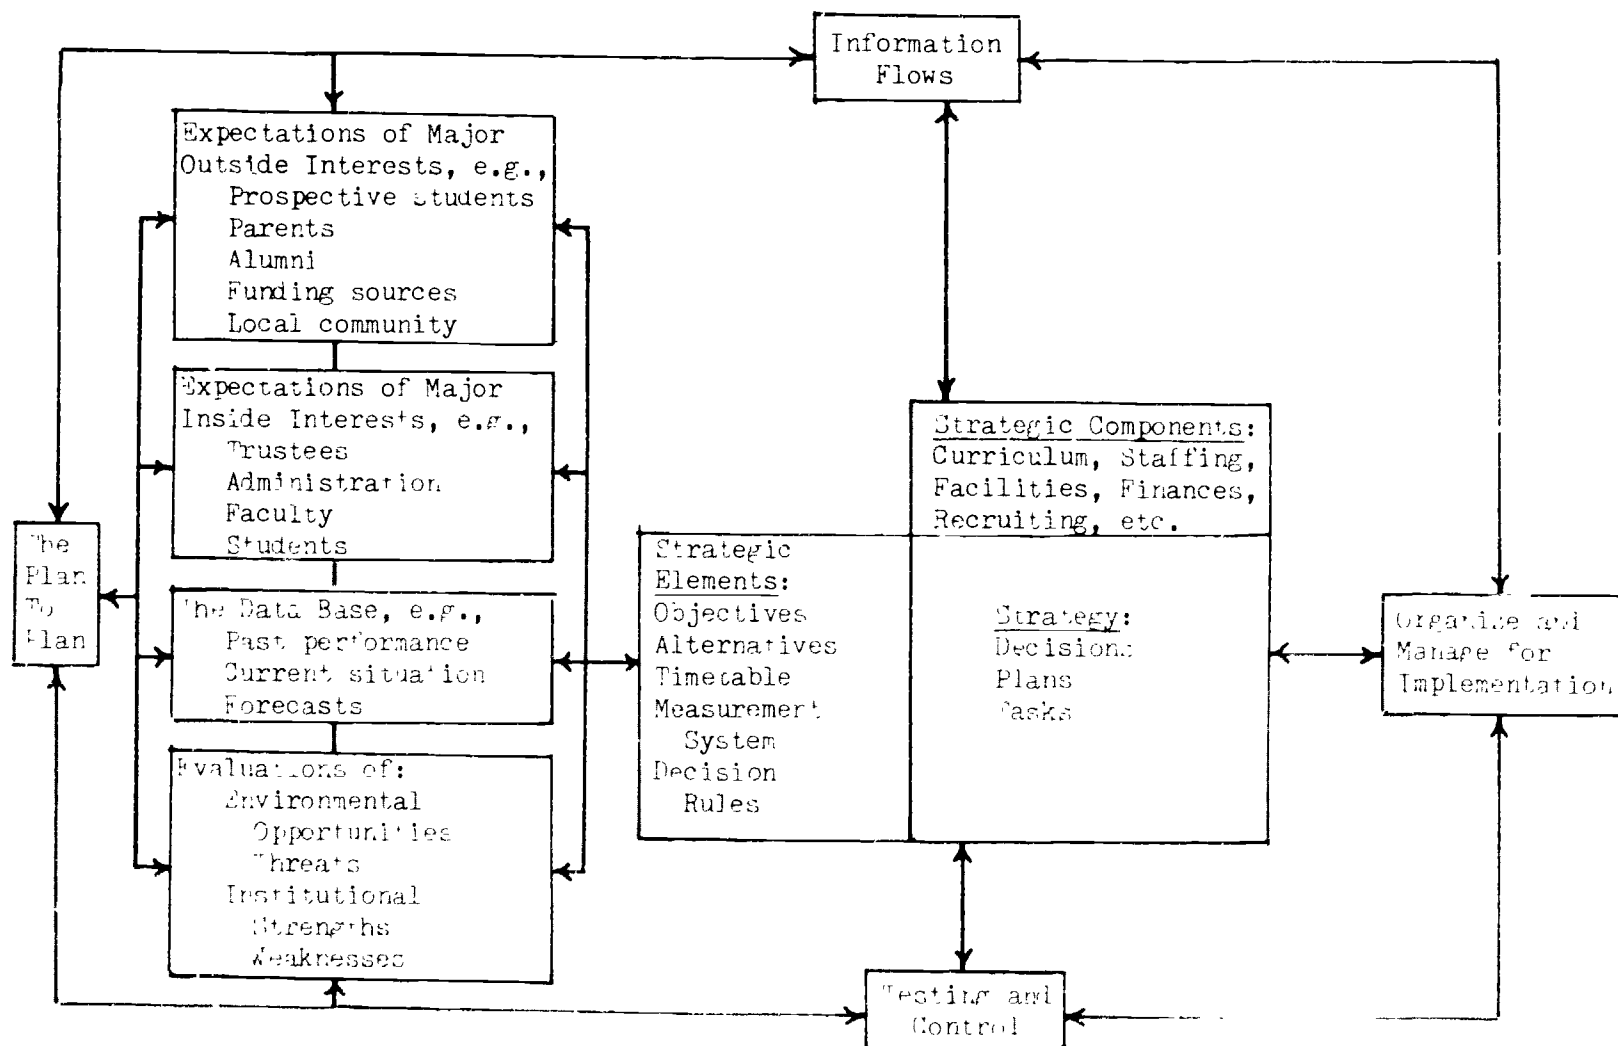 Information
Flows
Expectations of Major
Outside Interests, e.g.,
Prospective Students
Parents
Alumni
Funding sources
Local community
Expectations of Major
Inside Interests, e.g.,
Trustees
Administration
Faculty
Students
The
Plan
To
Plan
The Data Base, e.g.,
Past performance
Current situation
Forecasts
Evaluations of:
Environmental
Opportunities
Threats
Institutional
Strengths
Weaknesses
Strategic Components:
Curriculum, Staffing,
Facilities, Finances,
Recruiting, etc.
Strategic
Elements:
Objectives
Alternatives
Timetable
Measurement
System
Decision
Rules
Strategy:
Decisions
Plans
Tasks
Organize and
Manage for
Implementation
Testing and
Control